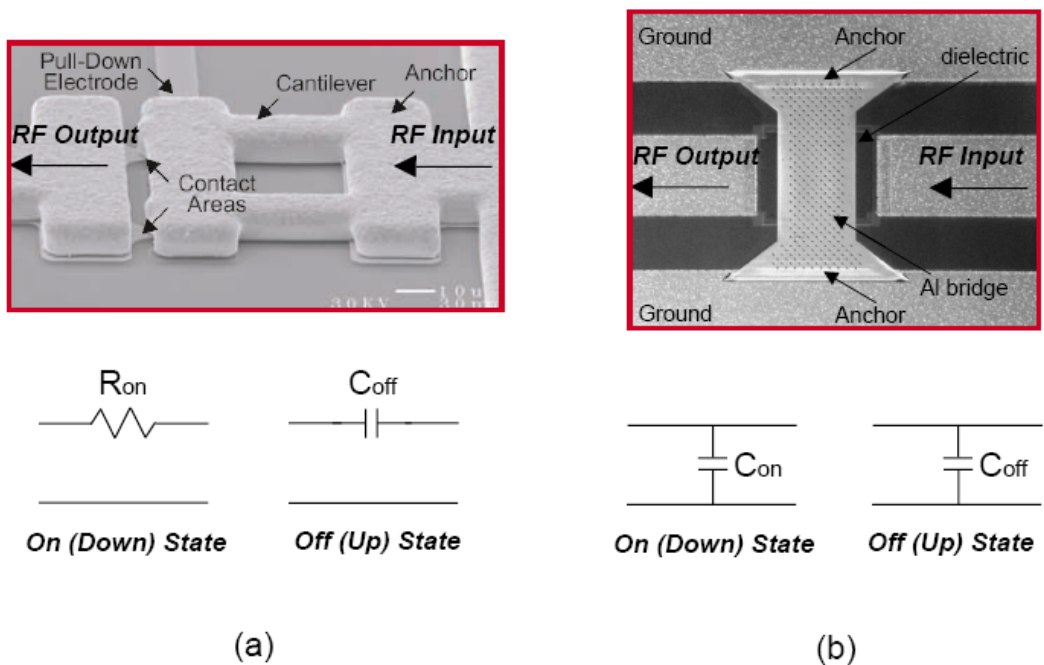 Pull-Down
Electrode
Cantilever
Anchor
RF Output
RF Input
Contact
Areas
Ground
Anchor
dielectric
RF Output
RF Input
Al bridge
Ground
Anchor
Ron
Coff
On (Down) State
Off (Up) State
Con
Coff
On (Down) State
Off (Up) State
(a)
(b)